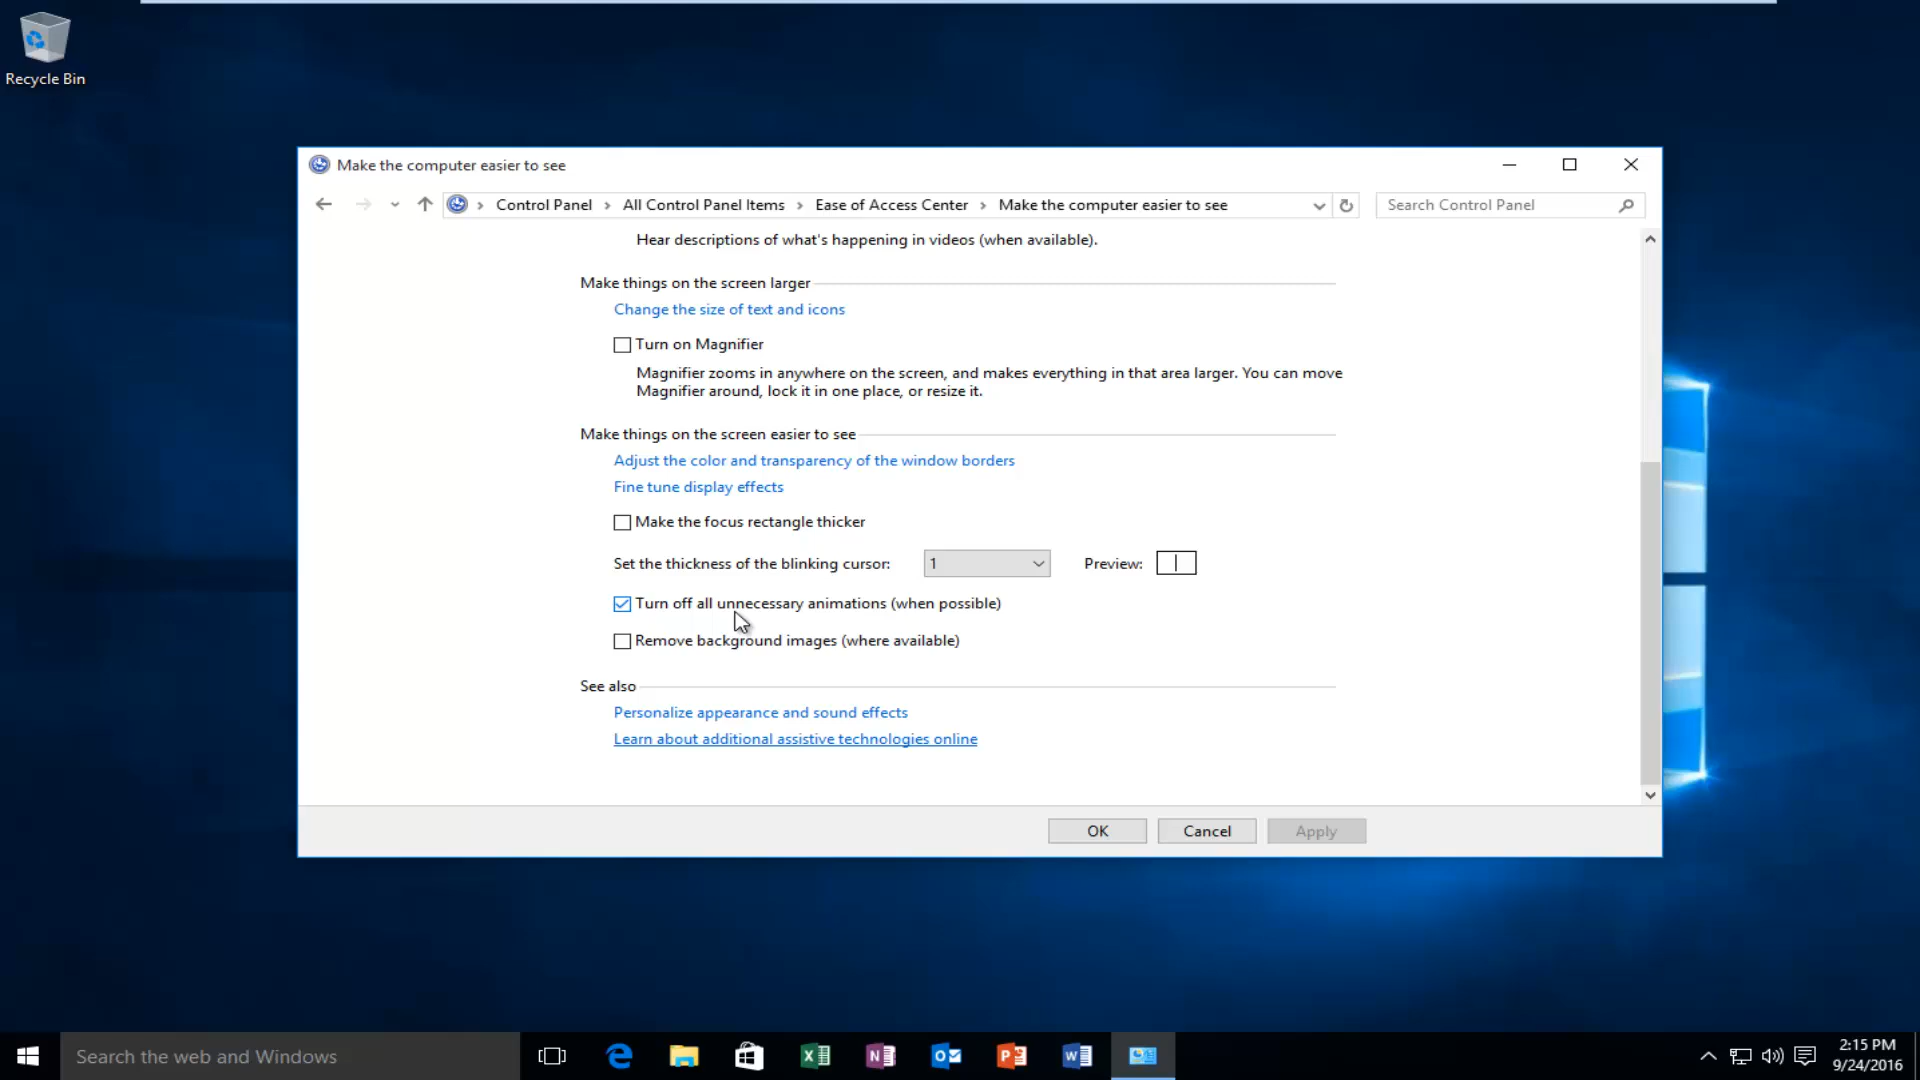 Recycle Bin
Make the computer easier to see
Control Panel > All Control Panel Items > Ease of Access Center > Make the computer easier to see
Search Control Panel
Hear descriptions of what's happening in videos (when available).
Make things on the screen larger
Change the size of text and icons
Turn on Magnifier
Magnifier zooms in anywhere on the screen, and makes everything in that area larger. You can move
Magnifier around, lock it in one place, or resize it.
Make things on the screen easier to see
Adjust the color and transparency of the window borders
Fine tune display effects
Make the focus rectangle thicker
Set the thickness of the blinking cursor: 1 Preview:
Turn off all unnecessary animations (when possible)
Remove background images (where available)
See also
Personalize appearance and sound effects
Learn about additional assistive technologies online
OK Cancel Apply
Search the web and Windows
2:15 PM
9/24/2016